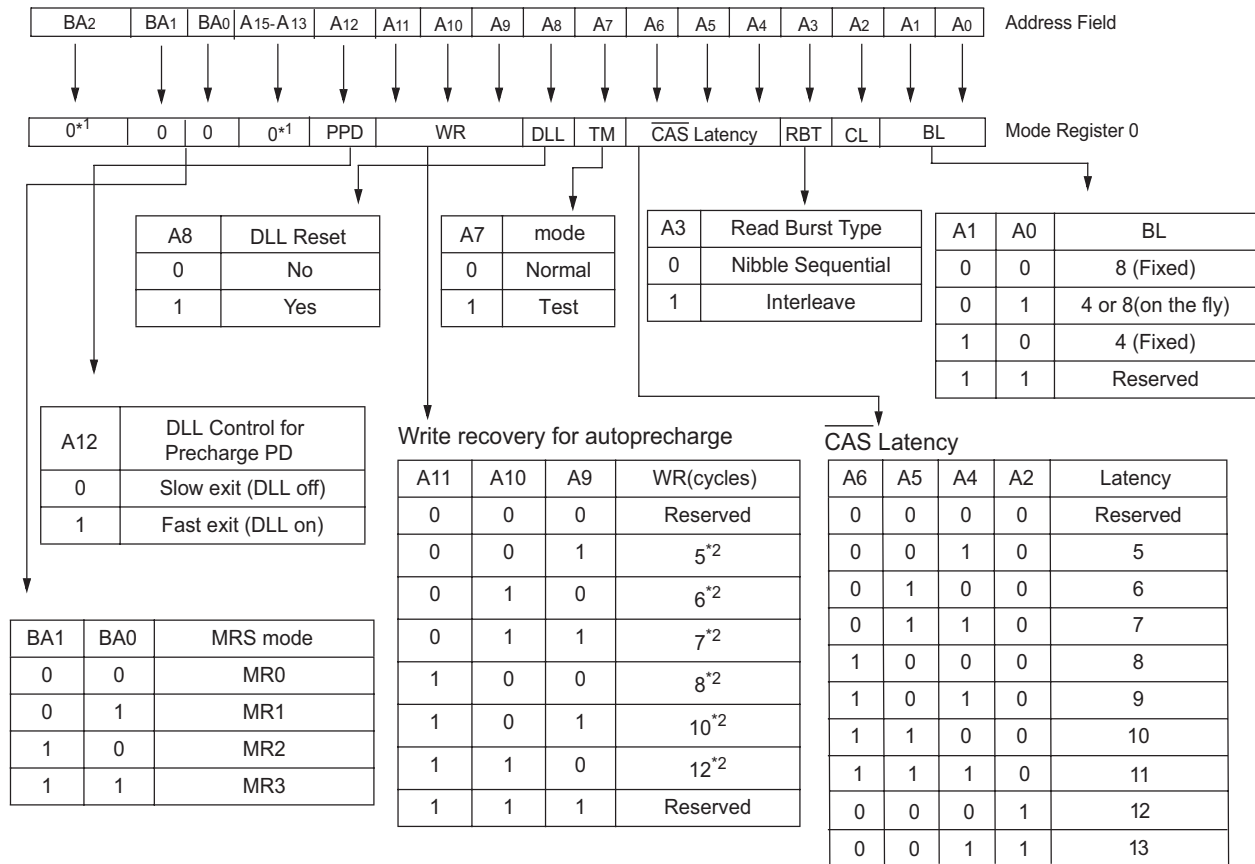 BA2 BA1 BA0 A15-A13 A12 A11 A10 A9 A8 A7 A6 A5 A4 A3 A2 A1 A0 Address Field
0*1 0 0 0*1 PPD WR DLL TM CAS Latency RBT CL BL Mode Register 0
A8 DLL Reset
0 No
1 Yes
A7 mode
0 Normal
1 Test
A3 Read Burst Type
0 Nibble Sequential
1 Interleave
A1 A0 BL
0 0 8 (Fixed)
0 1 4 or 8(on the fly)
1 0 4 (Fixed)
1 1 Reserved
A12 DLL Control for
Precharge PD
0 Slow exit (DLL off)
1 Fast exit (DLL on)
BA1 BA0 MRS mode
0 0 MR0
0 1 MR1
1 0 MR2
1 1 MR3
Write recovery for autoprecharge
A11 A10 A9 WR(cycles)
0 0 0 Reserved
0 0 1 5*2
0 1 0 6*2
0 1 1 7*2
1 0 0 8*2
1 0 1 10*2
1 1 0 12*2
1 1 1 Reserved
CAS Latency
A6 A5 A4 A2 Latency
0 0 0 0 Reserved
0 0 1 0 5
0 1 0 0 6
0 1 1 0 7
1 0 0 0 8
1 0 1 0 9
1 1 0 0 10
1 1 1 0 11
0 0 0 1 12
0 0 1 1 13